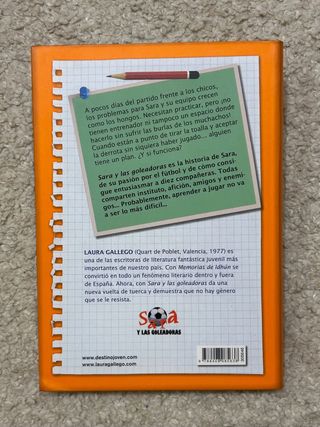 A pocos días del partido frente a los chicos,
los problemas para Sara y su equipo crecen
como los hongos. Necesitan practicar, ¡pero no
tienen entrenador ni tampoco un espacio donde
hacerlo sin sufrir las burlas de los muchachos!
Cuando están a punto de tirar la toalla y aceptar
la derrota sin siquiera haber jugado... alguien
tiene un plan. ¿Y si funciona?
Sara y las goleadoras es la historia de Sara,
de su pasión por el fútbol y de cómo consi-
gue entusiasmar a diez compañeras. Todas
comparten instituto, afición, amigos y enemi-
gos... Probablemente, aprender a jugar no va
a ser lo más difícil...
LAURA GALLEGO (Quart de Poblet, Valencia, 1977) es
una de las escritoras de literatura fantástica juvenil más
importantes de nuestro país. Con Memorias de Idhún se
convirtió en todo un fenómeno literario dentro y fuera
de España. Ahora, con Sara y las goleadoras da una
nueva vuelta de tuerca y demuestra que no hay género
que se le resista.
Sara
Y LAS GOLEADORAS
www.destinojoven.com
www.lauragallego.com